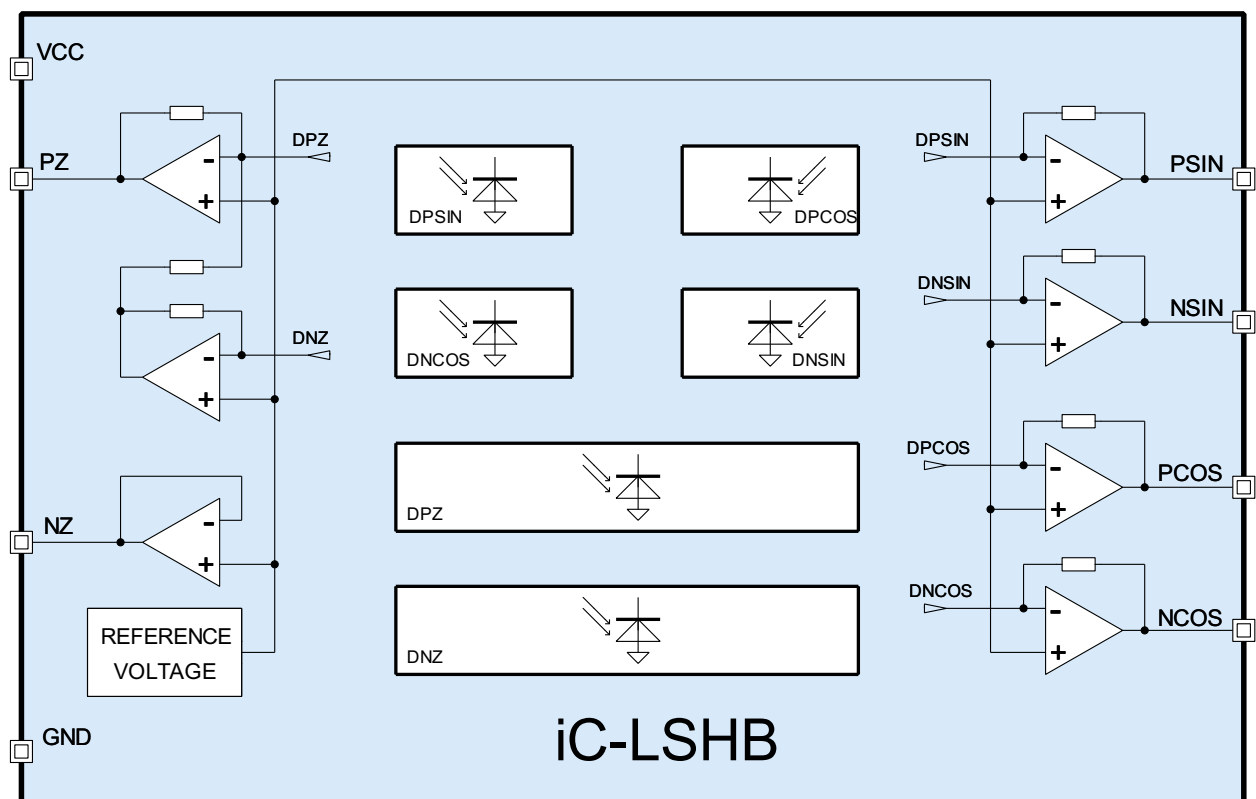 VCC
PZ
DPZ
-
+
DNZ
-
+
NZ
-
+
REFERENCE
VOLTAGE
GND
DPSIN
DPCOS
DNCOS
DNSIN
DPZ
DNZ
iC-LSHB
DPSIN
-
+
PSIN
DNSIN
-
+
NSIN
DPCOS
-
+
PCOS
DNCOS
-
+
NCOS